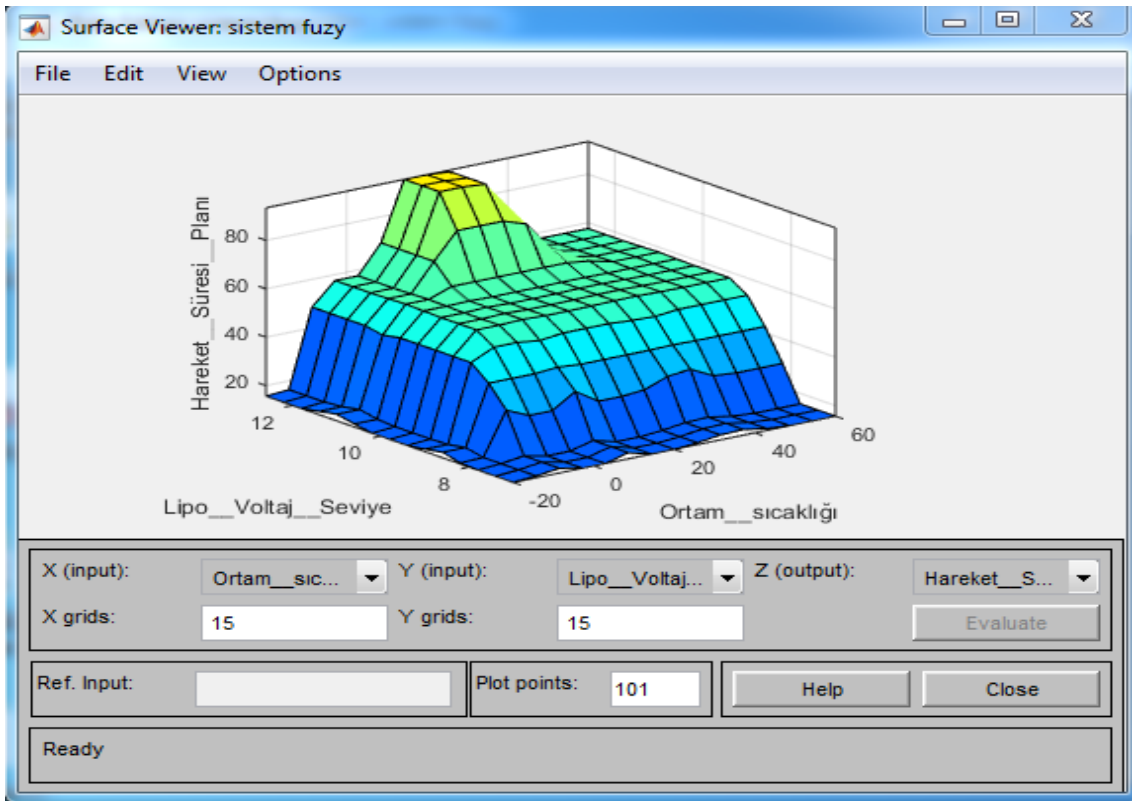 Surface Viewer: sistem fuzy
File Edit View Options
Hareket__Süresi__Planı
80
60
40
20
12
10
8
-20
0
20
40
60
Lipo__Voltaj__Seviye
Ortam__sıcaklığı
X (input): Ortam__sıc... Y (input): Lipo__Voltaj... Z (output): Hareket__S...
X grids: 15 Y grids: 15 Evaluate
Ref. Input: Plot points: 101 Help Close
Ready